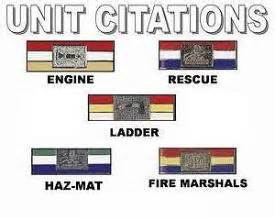 UNIT CITATIONS
ENGINE
RESCUE
LADDER
HAZ-MAT
FIRE MARSHALS